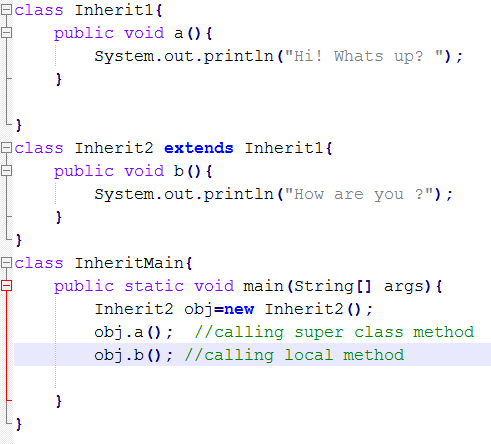 class Inherit1{
public void a(){
System.out.println("Hi! Whats up? ");
}
}
class Inherit2 extends Inherit1{
public void b(){
System.out.println("How are you ?");
}
}
class InheritMain{
public static void main(String[] args){
Inherit2 obj=new Inherit2();
obj.a();  //calling super class method
obj.b(); //calling local method
}
}